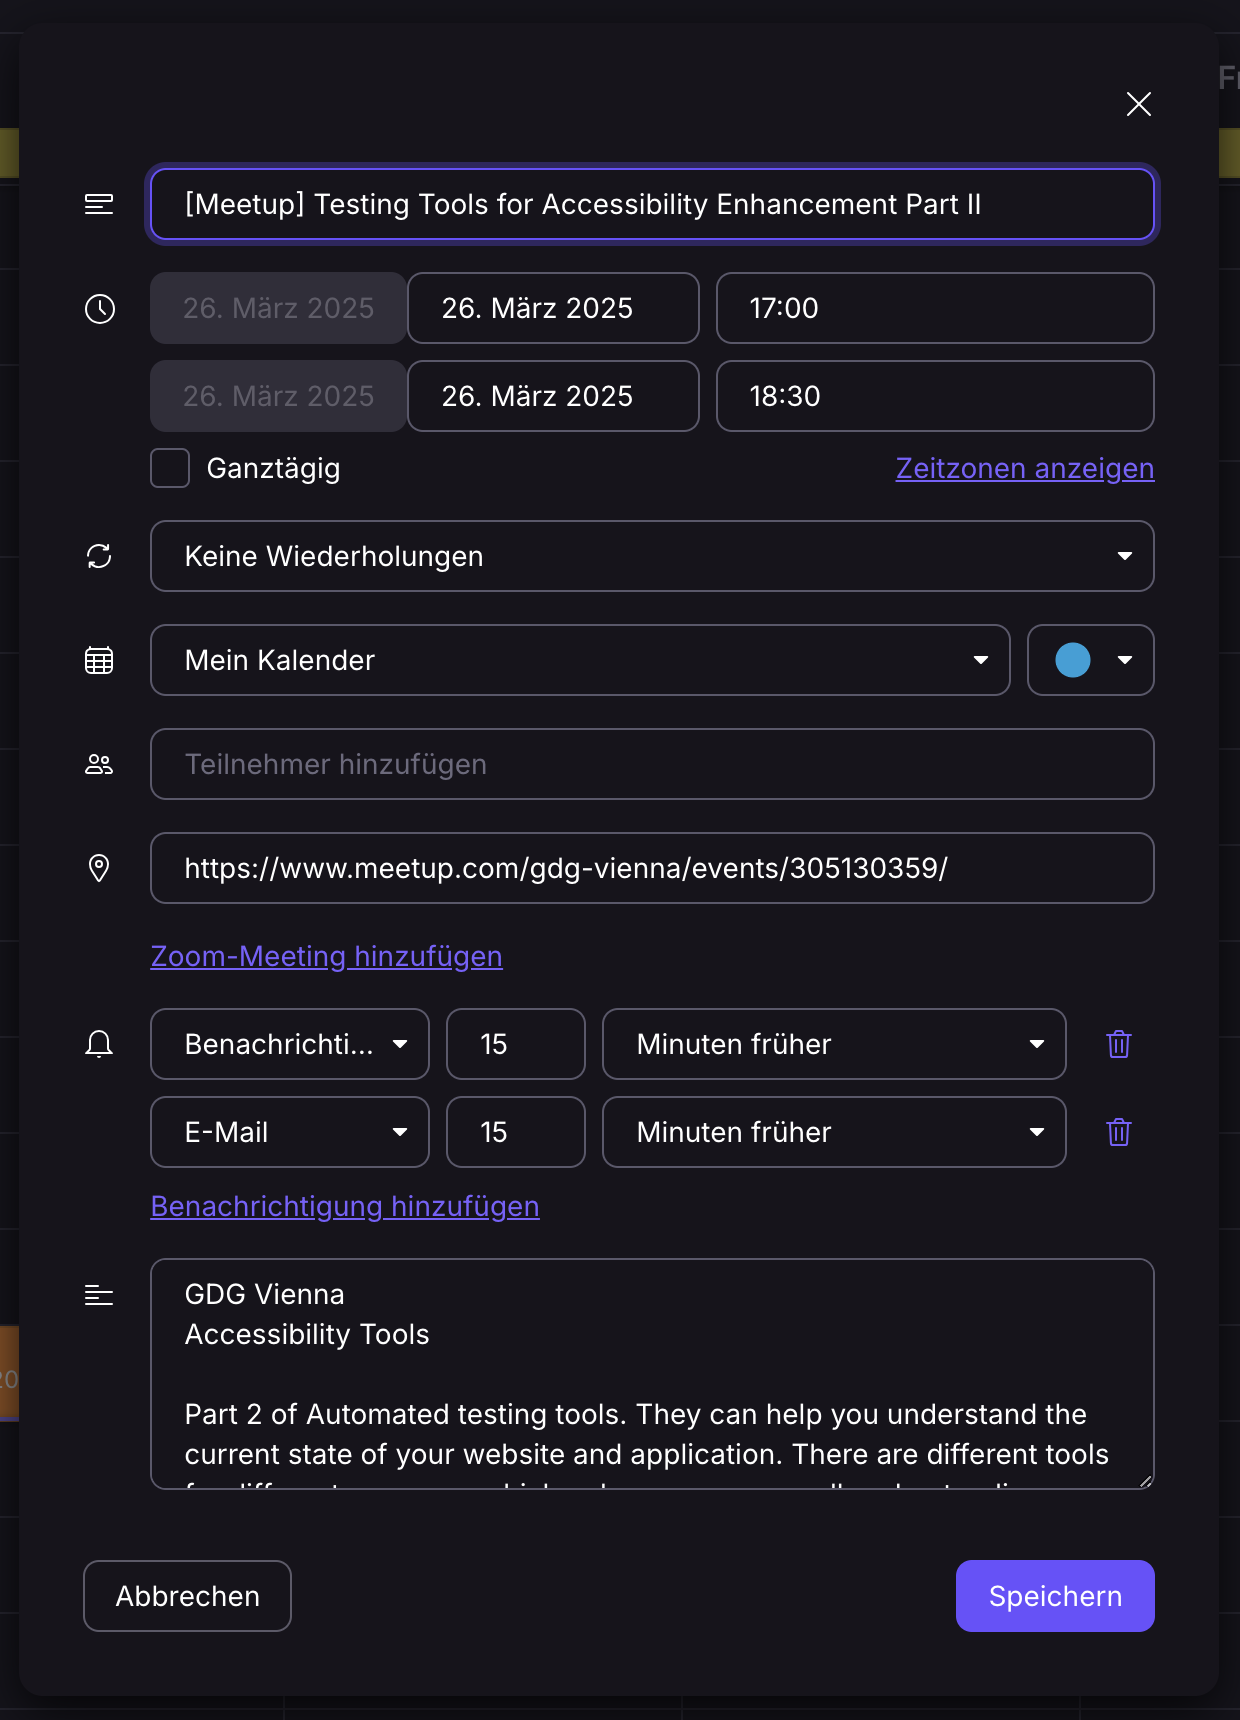 [Meetup] Testing Tools for Accessibility Enhancement Part II
26. März 2025 26. März 2025 17:00
26. März 2025 26. März 2025 18:30
Ganztägig Zeitzonen anzeigen
Keine Wiederholungen
Mein Kalender
Teilnehmer hinzufügen
https://www.meetup.com/gdg-vienna/events/305130359/
Zoom-Meeting hinzufügen
Benachrichti... 15 Minuten früher
E-Mail 15 Minuten früher
Benachrichtigung hinzufügen
GDG Vienna
Accessibility Tools
Part 2 of Automated testing tools. They can help you understand the
current state of your website and application. There are different tools
Abbrechen Speichern